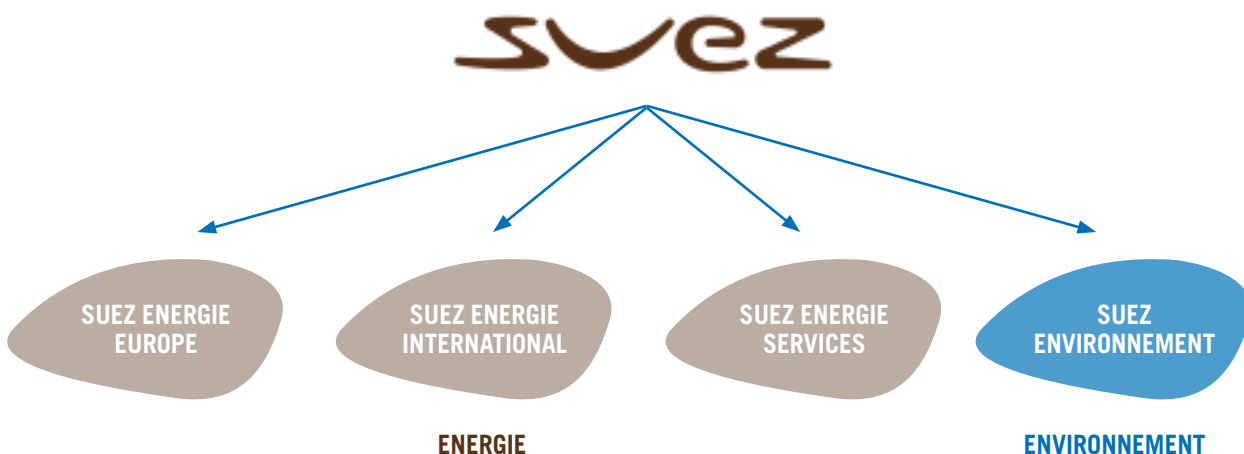 suez
SUEZ ENERGIE
EUROPE
SUEZ ENERGIE
INTERNATIONAL
SUEZ ENERGIE
SERVICES
SUEZ
ENVIRONNEMENT
ENERGIE
ENVIRONNEMENT